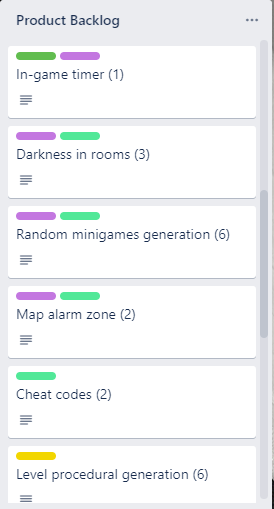 Product Backlog
In-game timer (1)
Darkness in rooms (3)
Random minigames generation (6)
Map alarm zone (2)
Cheat codes (2)
Level procedural generation (6)